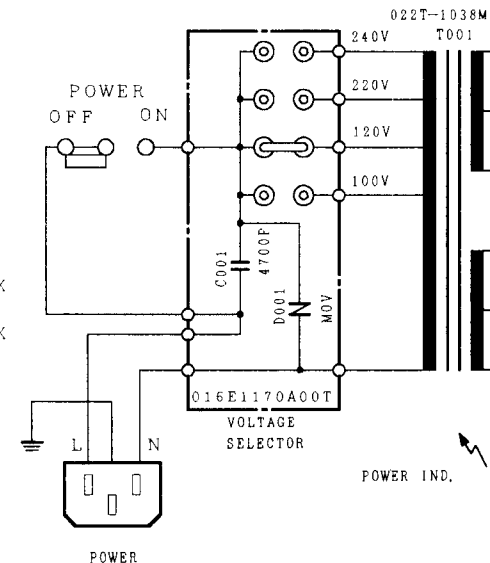 022T-1038M
T001
240V
POWER
OFF ON
220V
120V
100V
C001
4700P
D001
MOV
X
X
016E1170A00T
VOLTAGE
SELECTOR
L N
POWER IND.
POWER